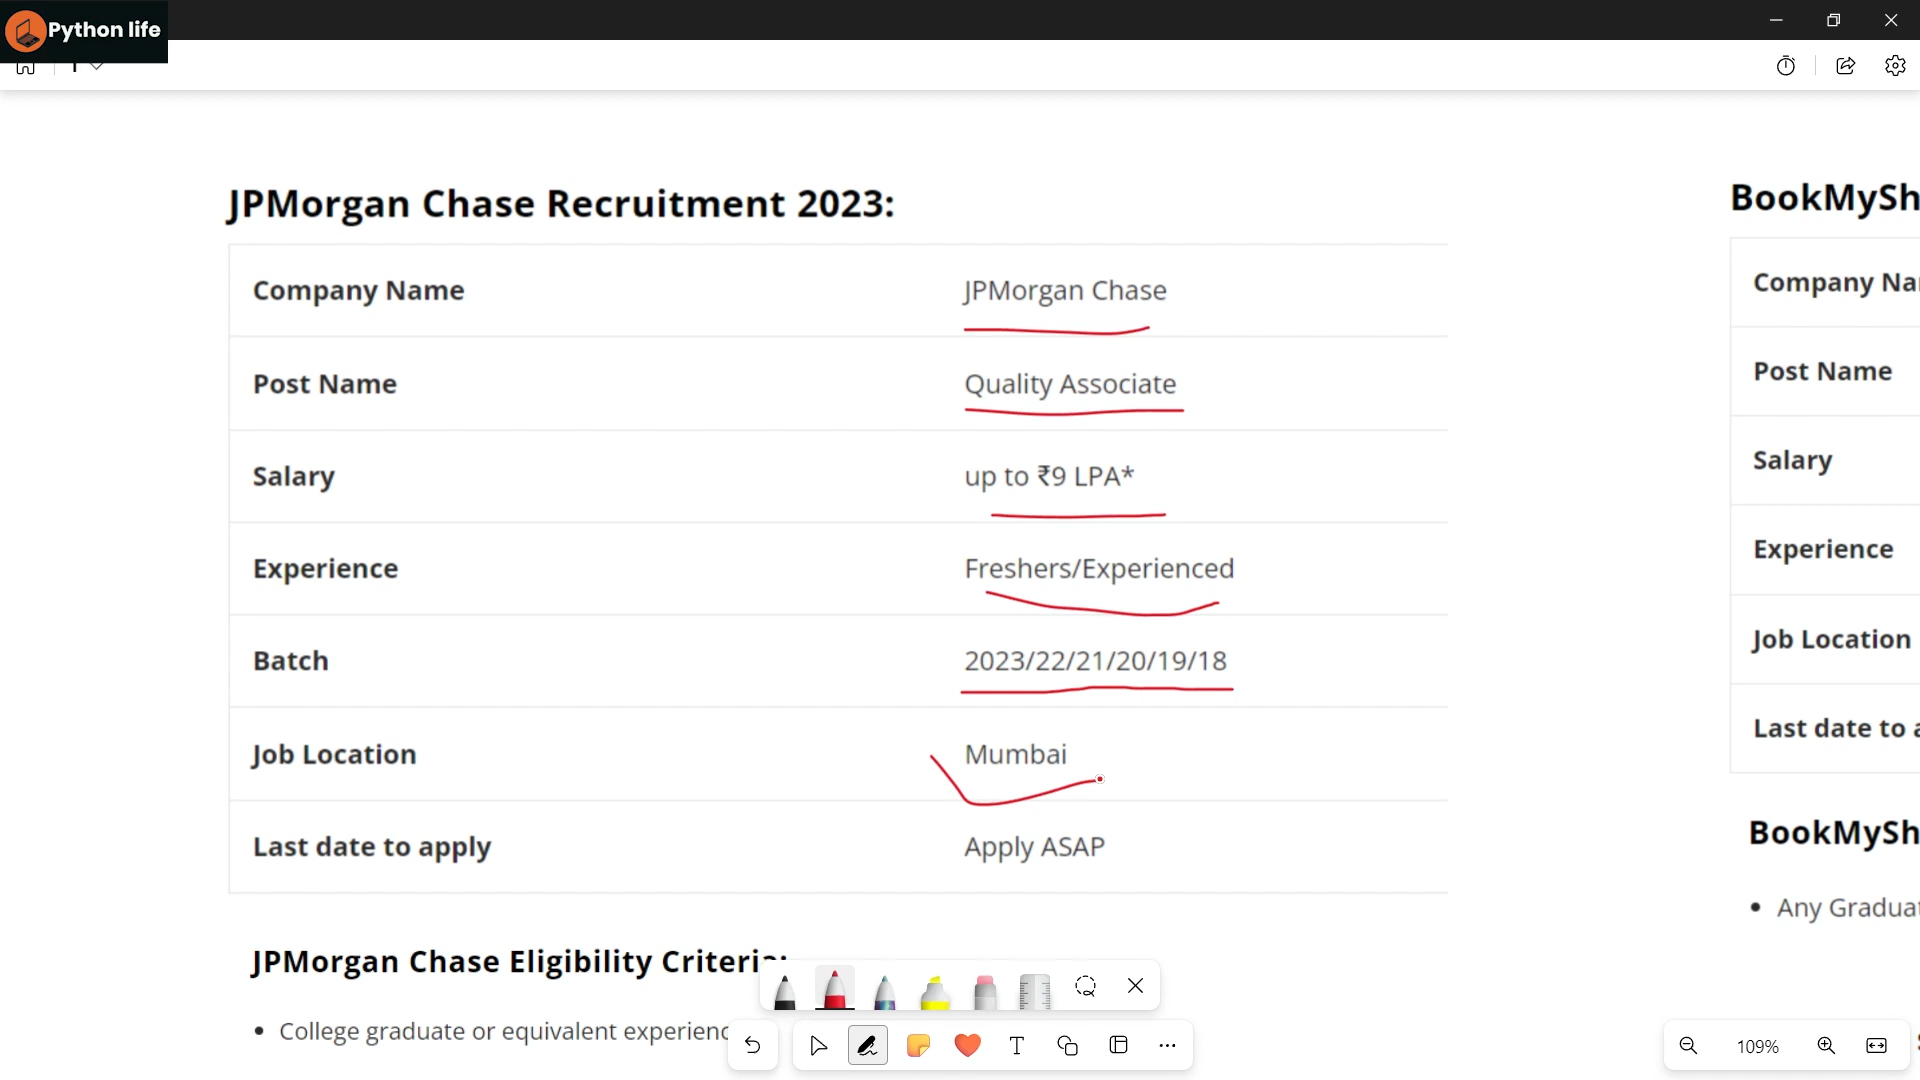 Python life
JPMorgan Chase Recruitment 2023:
Company Name JPMorgan Chase
Post Name Quality Associate
Salary up to ₹9 LPA*
Experience Freshers/Experienced
Batch 2023/22/21/20/19/18
Job Location Mumbai
Last date to apply Apply ASAP
JPMorgan Chase Eligibility Criteria:
• College graduate or equivalent
BookMySh
Company Na
Post Name
Salary
Experience
Job Location
Last date to a
BookMySh
• Any Graduat
109%